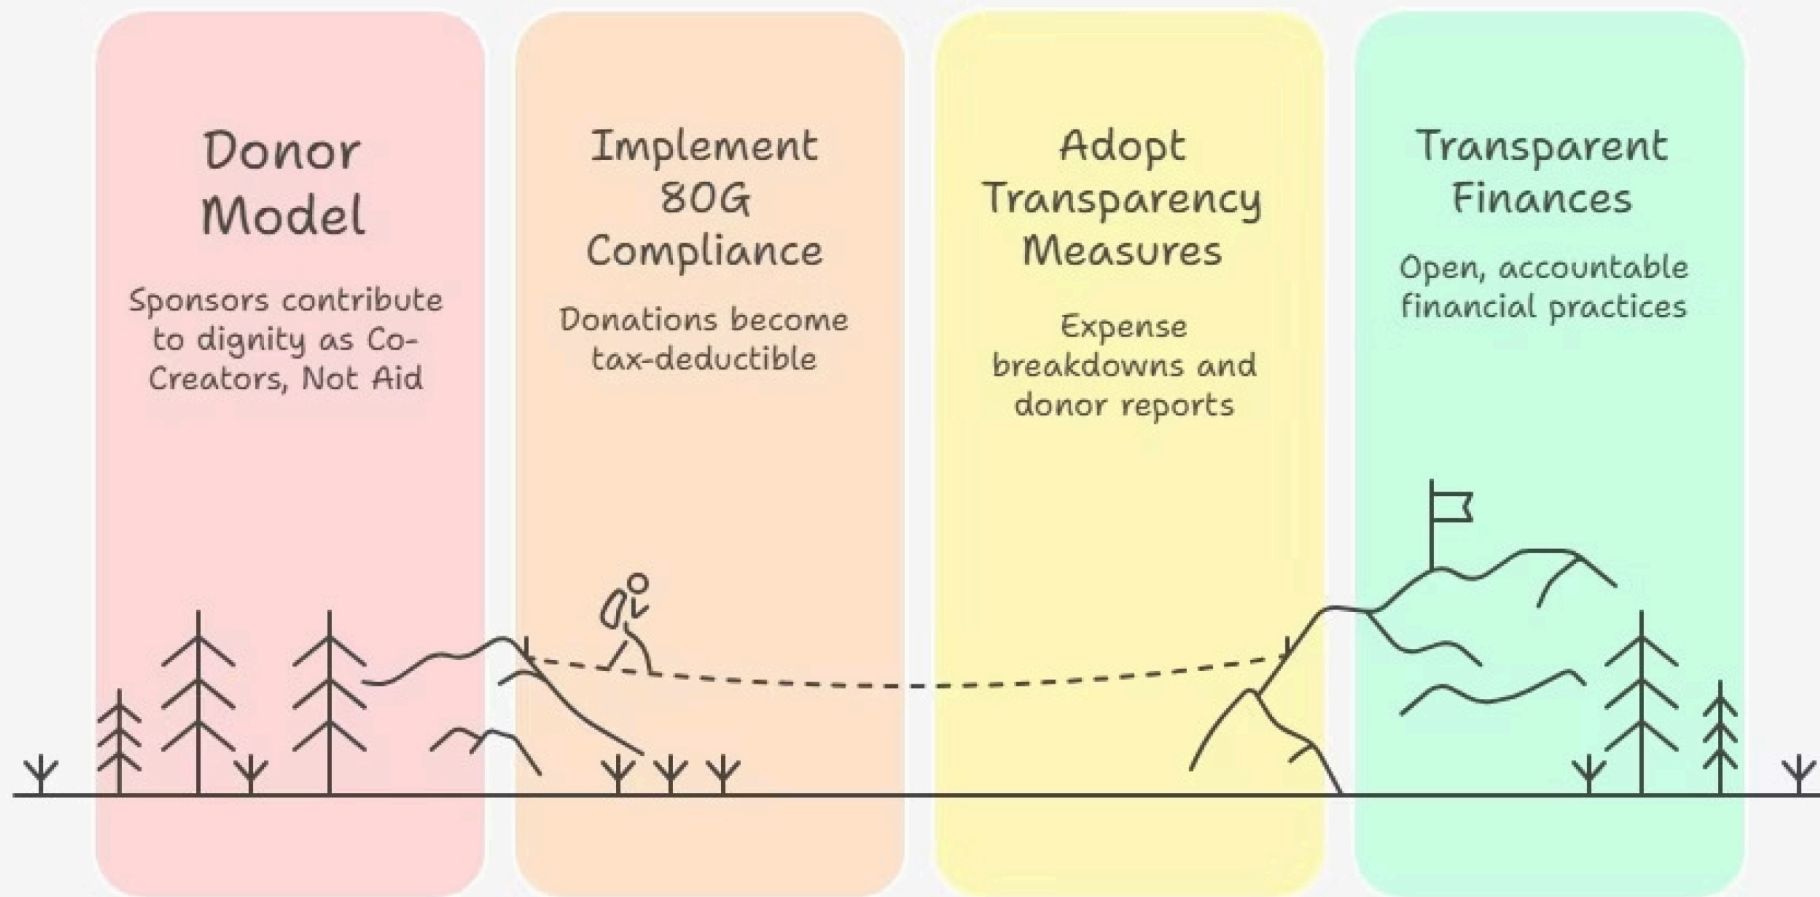 Donor
Model
Sponsors contribute
to dignity as Co-
Creators, Not Aid
Implement
80G
Compliance
Donations become
tax-deductible
Adopt
Transparency
Measures
Expense
breakdowns and
donor reports
Transparent
Finances
Open, accountable
financial practices